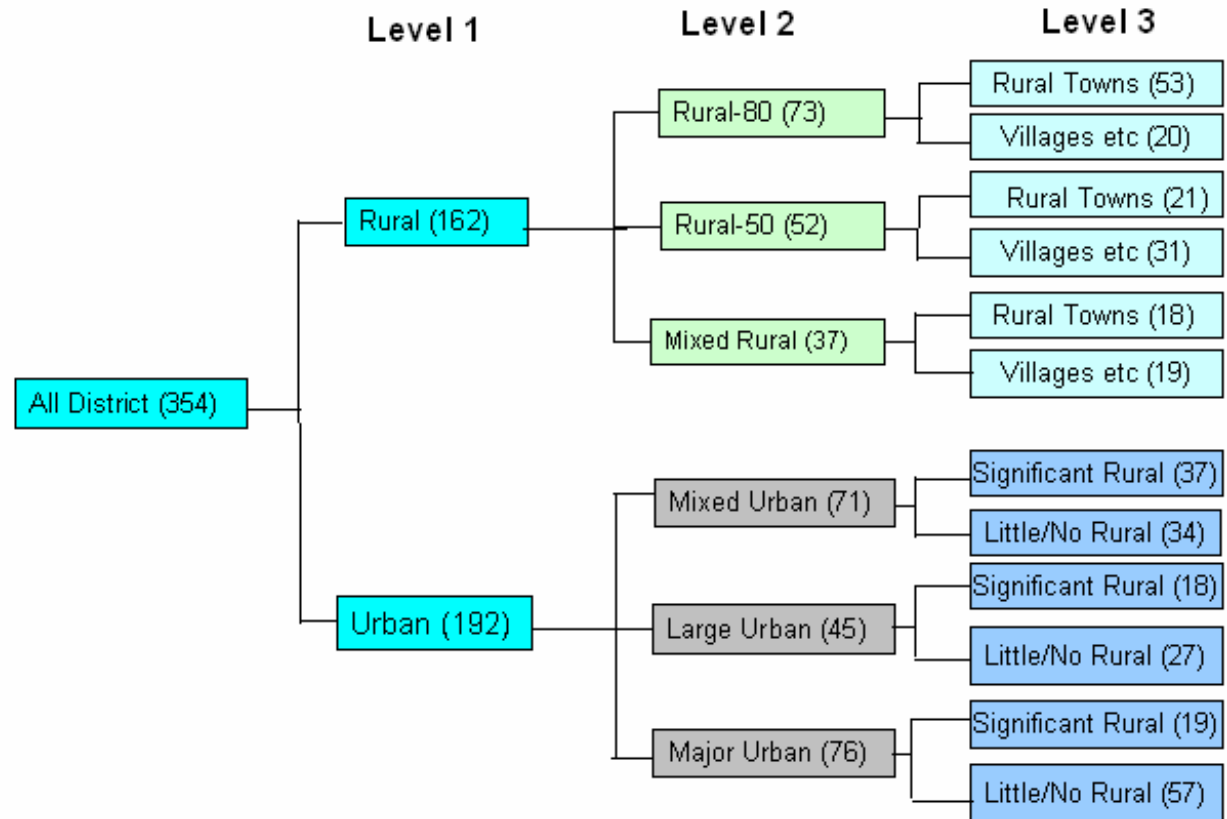 Level 1
Level 2
Level 3
Rural Towns (53)
Rural-80 (73)
Villages etc (20)
Rural Towns (21)
Rural (162)
Rural-50 (52)
Villages etc (31)
Rural Towns (18)
Mixed Rural (37)
Villages etc (19)
All District (354)
Significant Rural (37)
Mixed Urban (71)
Little/No Rural (34)
Significant Rural (18)
Urban (192)
Large Urban (45)
Little/No Rural (27)
Significant Rural (19)
Major Urban (76)
Little/No Rural (57)